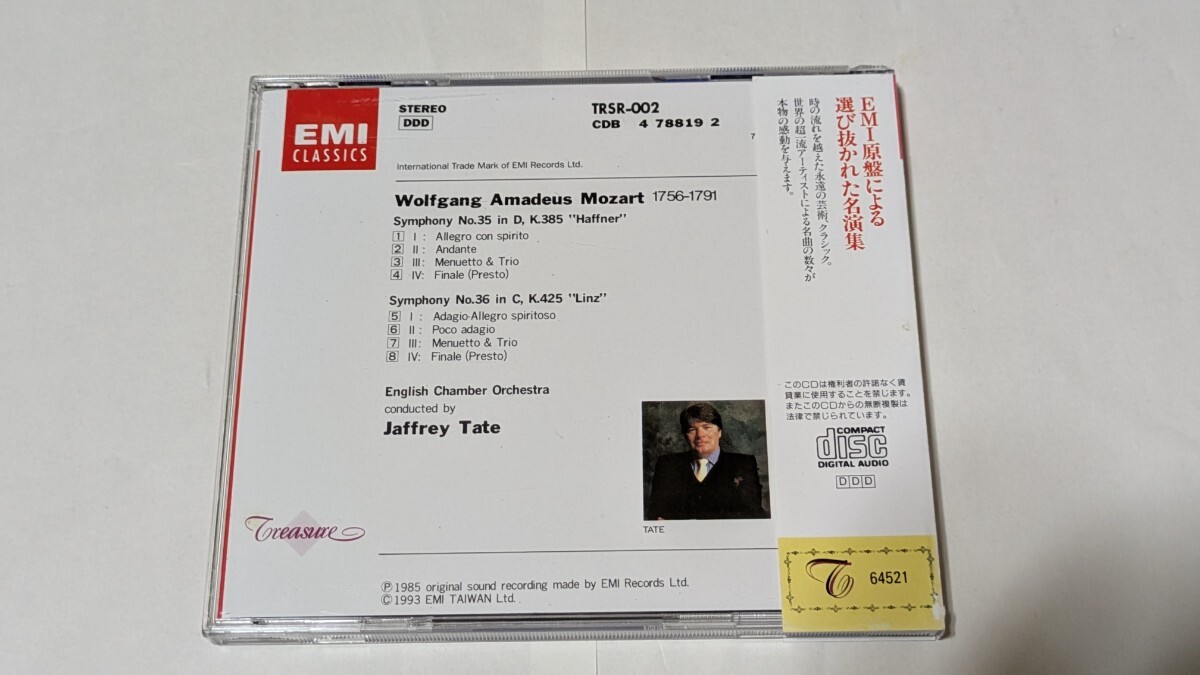 EMI
CLASSICS
STEREO
DDD
TRSR-002
CDB 4 78819 2
7
International Trade Mark of EMI Records Ltd.
Wolfgang Amadeus Mozart 1756-1791
Symphony No.35 in D, K.385 "Haffner"
1 I : Allegro con spirito
2 II : Andante
3 III: Menuetto & Trio
4 IV: Finale (Presto)
Symphony No.36 in C, K.425 "Linz"
5 I : Adagio-Allegro spiritoso
6 II : Poco adagio
7 III: Menuetto & Trio
8 IV: Finale (Presto)
English Chamber Orchestra
conducted by
Jaffrey Tate
TATE
Treasure
Ⓟ 1985 original sound recording made by EMI Records Ltd.
Ⓒ 1993 EMI TAIWAN Ltd.
EMI原盤による
選び抜かれた名演集
時の流れを越えた永遠の芸術、クラシック。
世界の超一流アーティストによる名曲の数々が
本物の感動を与えます。
このCDは権利者の許諾なく賃
貸業に使用することを禁じます。
またこのCDからの無断複製は
法律で禁じられています。
COMPACT
disc
DIGITAL AUDIO
DDD
T 64521